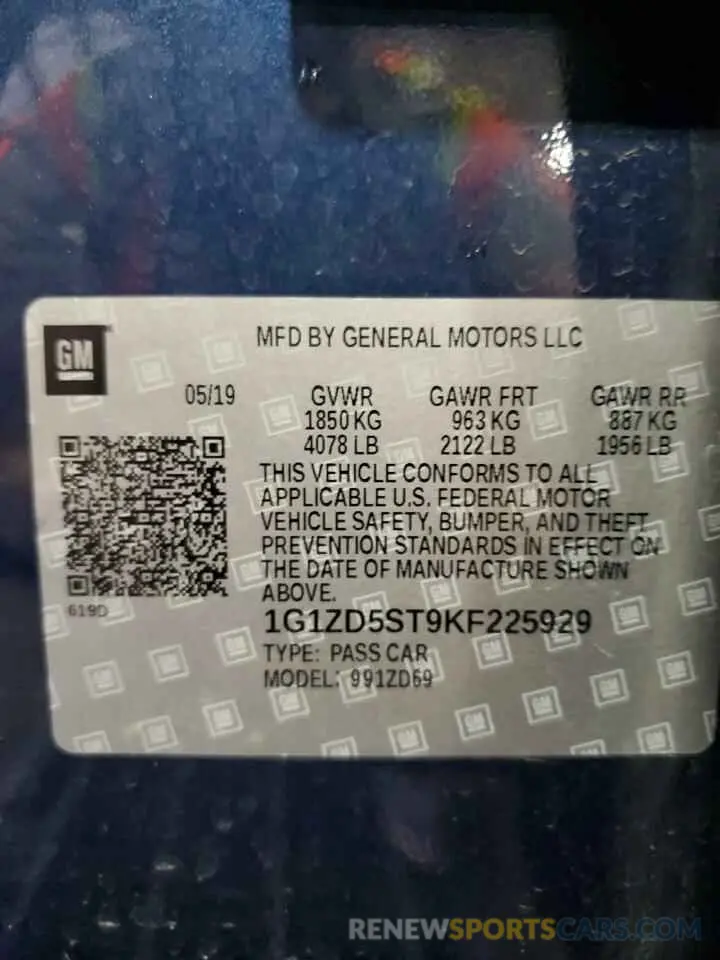 GM
MFD BY GENERAL MOTORS LLC
05/19 GVWR GAWR FRT GAWR RR
1850 KG 963 KG 887 KG
4078 LB 2122 LB 1956 LB
THIS VEHICLE CONFORMS TO ALL
APPLICABLE U.S. FEDERAL MOTOR
VEHICLE SAFETY, BUMPER, AND THEFT
PREVENTION STANDARDS IN EFFECT ON
THE DATE OF MANUFACTURE SHOWN
ABOVE.
619D
1G1ZD5ST9KF225929
TYPE: PASS CAR
MODEL: 991ZD69
RENEWSPORTSCARS.COM